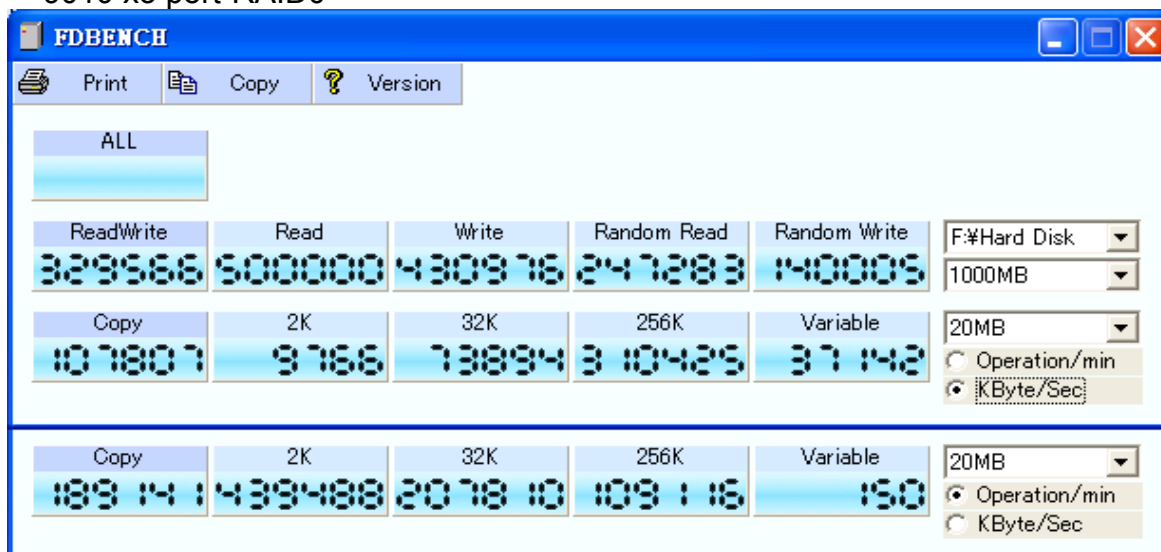 port RAID0
FDBENCH
Print Copy ? Version
ALL
ReadWrite Read Write Random Read Random Write F:¥Hard Disk
329566 500000 430976 247283 140005 1000MB
Copy 2K 32K 256K Variable 20MB
107807 9766 73894 310425 37142 Operation/min
KByte/Sec
Copy 2K 32K 256K Variable 20MB
189141 439488 207810 109116 150 Operation/min
KByte/Sec